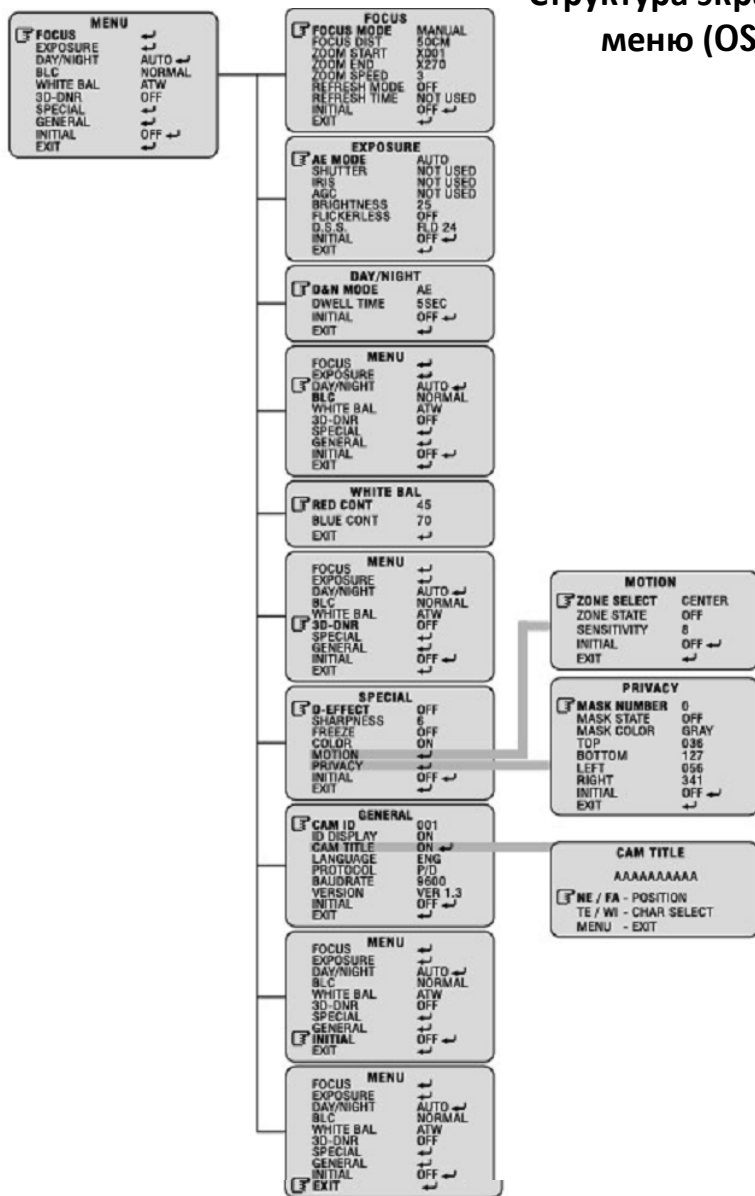 Структура экра
меню (OS
MENU
FOCUS ↵
EXPOSURE ↵
DAY/NIGHT AUTO ↵
BLC NORMAL
WHITE BAL ATW
3D-DNR OFF
SPECIAL ↵
GENERAL ↵
INITIAL OFF ↵
EXIT ↵
FOCUS
FOCUS MODE MANUAL
FOCUS DIST 50CM
ZOOM START X001
ZOOM END X270
ZOOM SPEED 3
REFRESH MODE OFF
REFRESH TIME NOT USED
INITIAL OFF ↵
EXIT ↵
EXPOSURE
AE MODE AUTO
SHUTTER NOT USED
IRIS NOT USED
AGC NOT USED
BRIGHTNESS 25
FLICKERLESS OFF
D.S.S. FLD 24
INITIAL OFF ↵
EXIT ↵
DAY/NIGHT
D&N MODE AE
DWELL TIME 5SEC
INITIAL OFF ↵
EXIT ↵
MENU
FOCUS ↵
EXPOSURE ↵
DAY/NIGHT AUTO ↵
BLC NORMAL
WHITE BAL ATW
3D-DNR OFF
SPECIAL ↵
GENERAL ↵
INITIAL OFF ↵
EXIT ↵
WHITE BAL
RED CONT 45
BLUE CONT 70
EXIT ↵
MENU
FOCUS ↵
EXPOSURE ↵
DAY/NIGHT AUTO ↵
BLC NORMAL
WHITE BAL ATW
3D-DNR OFF
SPECIAL ↵
GENERAL ↵
INITIAL OFF ↵
EXIT ↵
SPECIAL
D-EFFECT OFF
SHARPNESS 6
FREEZE OFF
COLOR ON
MOTION ↵
PRIVACY ↵
INITIAL OFF ↵
EXIT ↵
MOTION
ZONE SELECT CENTER
ZONE STATE OFF
SENSITIVITY 8
INITIAL OFF ↵
EXIT ↵
PRIVACY
MASK NUMBER 0
MASK STATE OFF
MASK COLOR GRAY
TOP 036
BOTTOM 127
LEFT 056
RIGHT 341
INITIAL OFF ↵
EXIT ↵
GENERAL
CAM ID 001
ID DISPLAY ON
CAM TITLE ON ↵
LANGUAGE ENG
PROTOCOL P/D
BAUDRATE 9600
VERSION VER 1.3
INITIAL OFF ↵
EXIT ↵
CAM TITLE
AAAAAAAAAA
NE / FA - POSITION
TE / WI - CHAR SELECT
MENU - EXIT
MENU
FOCUS ↵
EXPOSURE ↵
DAY/NIGHT AUTO ↵
BLC NORMAL
WHITE BAL ATW
3D-DNR OFF
SPECIAL ↵
GENERAL ↵
INITIAL OFF ↵
EXIT ↵
MENU
FOCUS ↵
EXPOSURE ↵
DAY/NIGHT AUTO ↵
BLC NORMAL
WHITE BAL ATW
3D-DNR OFF
SPECIAL ↵
GENERAL ↵
INITIAL OFF ↵
EXIT ↵